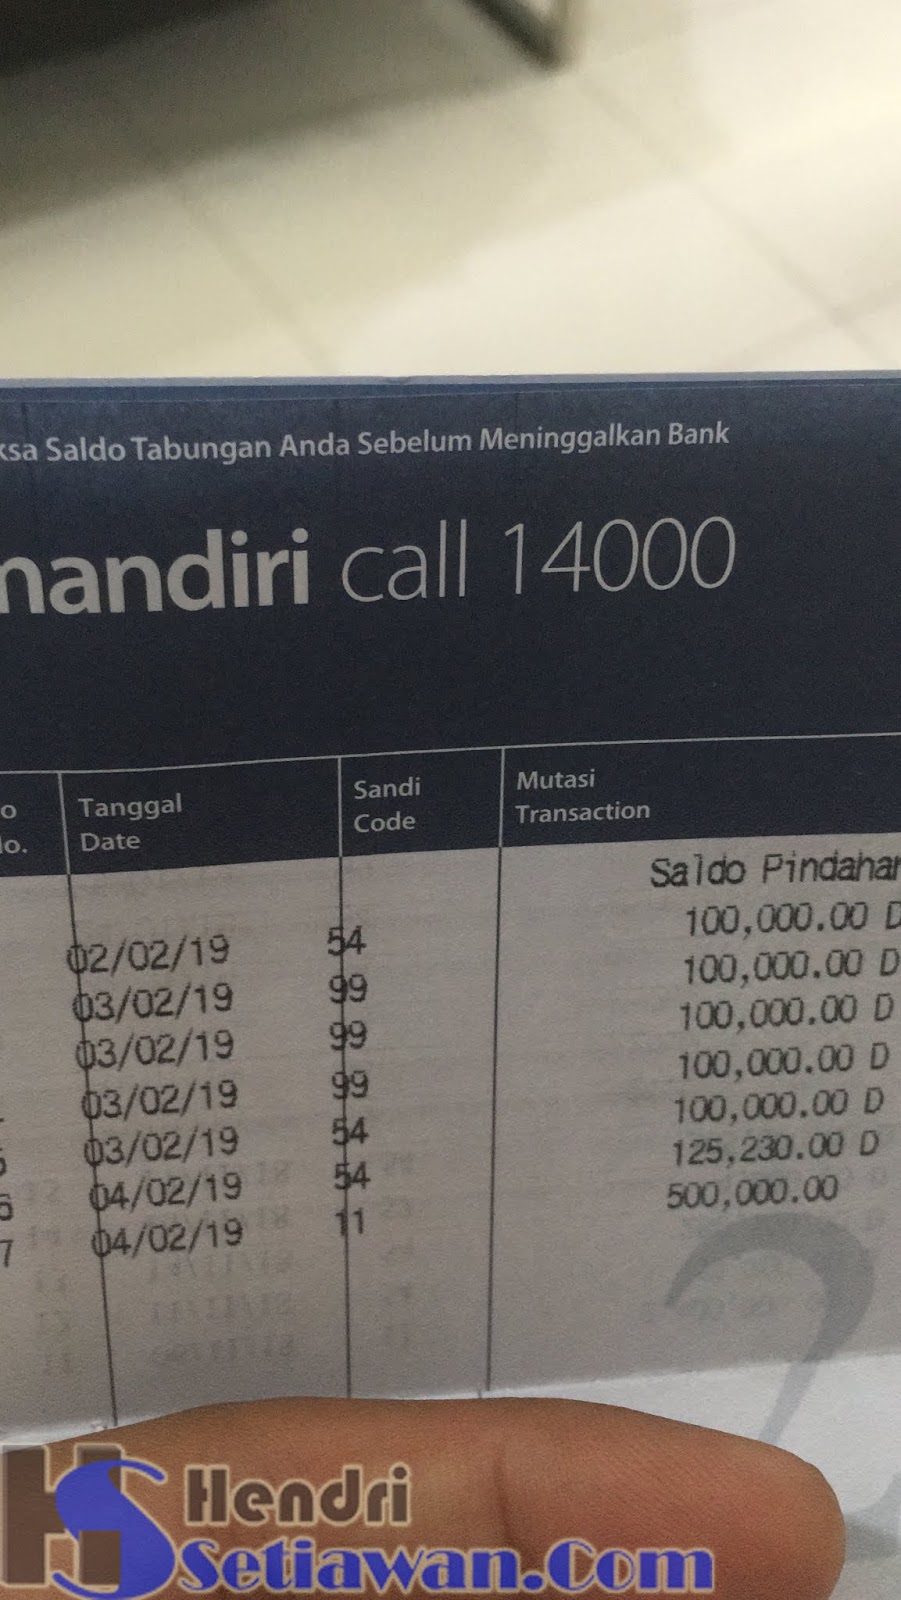 ksa Saldo Tabungan Anda Sebelum Meninggalkan Bank
mandiri call 14000
o Tanggal Sandi Mutasi
lo. Date Code Transaction
Saldo Pindahan
02/02/19 54 100,000.00 D
03/02/19 99 100,000.00 D
03/02/19 99 100,000.00 D
03/02/19 99 100,000.00 D
5 03/02/19 54 100,000.00 D
6 04/02/19 54 125,230.00 D
7 04/02/19 11 500,000.00
HS Hendri
Setiawan.Com